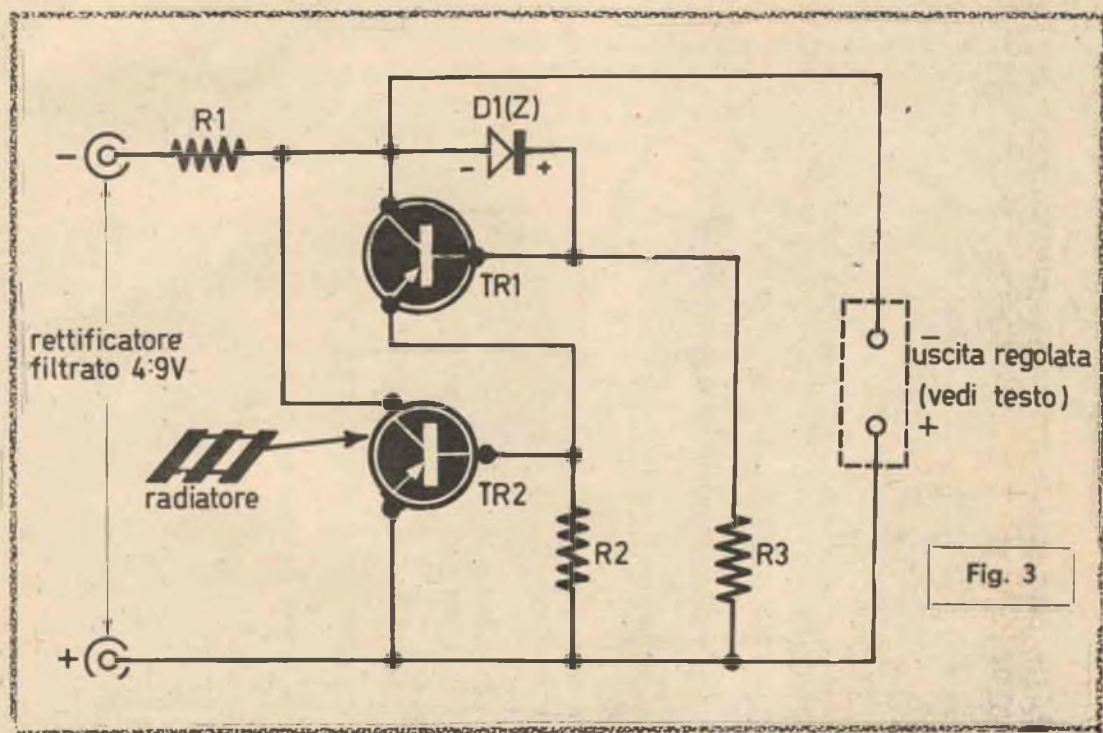 R1
D1(Z)
-
- +
TR1
rettificatore
filtrato 4:9V
-
uscita regolata
(vedi testo)
+
TR2
radiatore
R2
R3
Fig. 3
+